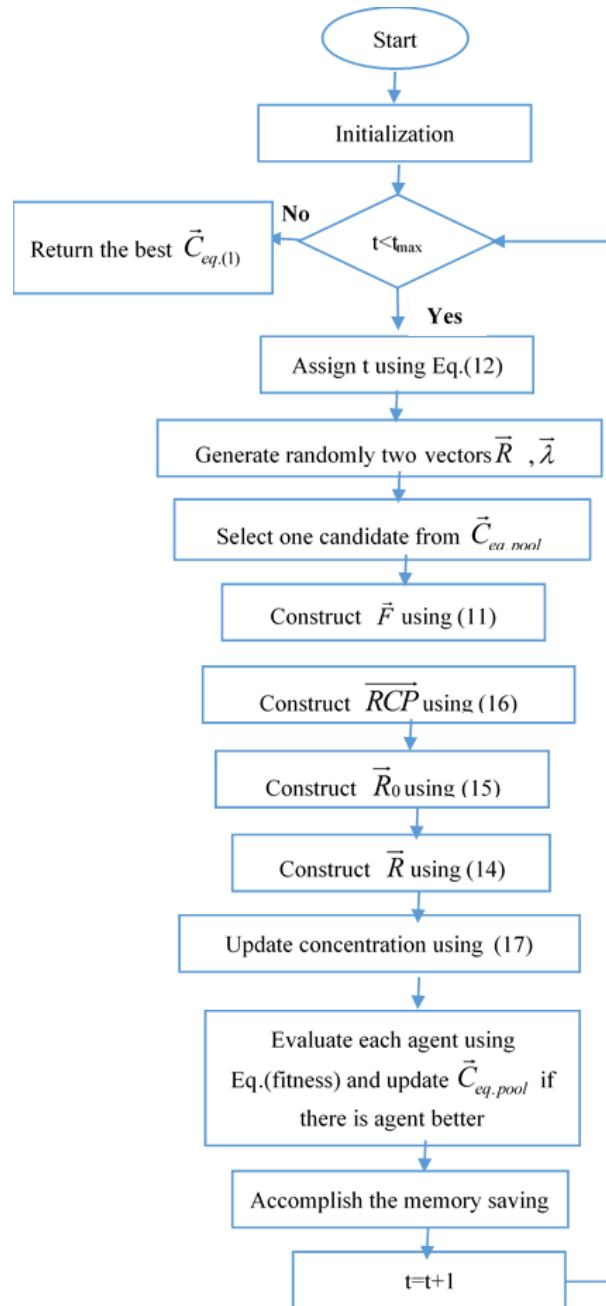 Start
Initialization
No
Return the best C⃗eq.(1)
t<tmax
Yes
Assign t using Eq.(12)
Generate randomly two vectors R⃗ , λ⃗
Select one candidate from C⃗eq.pool
Construct F⃗ using (11)
Construct RCP⃗ using (16)
Construct R⃗0 using (15)
Construct R⃗ using (14)
Update concentration using (17)
Evaluate each agent using
Eq.(fitness) and update C⃗eq.pool if
there is agent better
Accomplish the memory saving
t=t+1